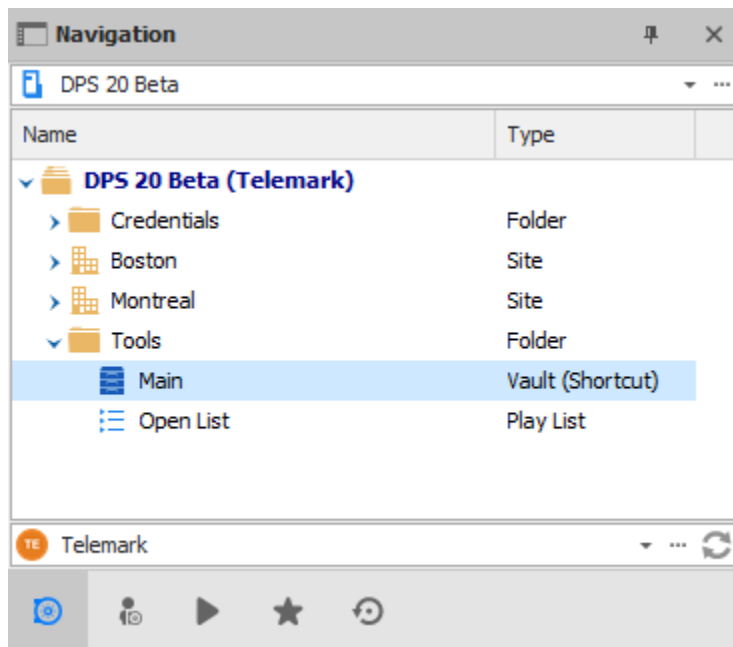 Navigation
DPS 20 Beta
Name Type
DPS 20 Beta (Telemark)
Credentials Folder
Boston Site
Montreal Site
Tools Folder
Main Vault (Shortcut)
Open List Play List
TE Telemark